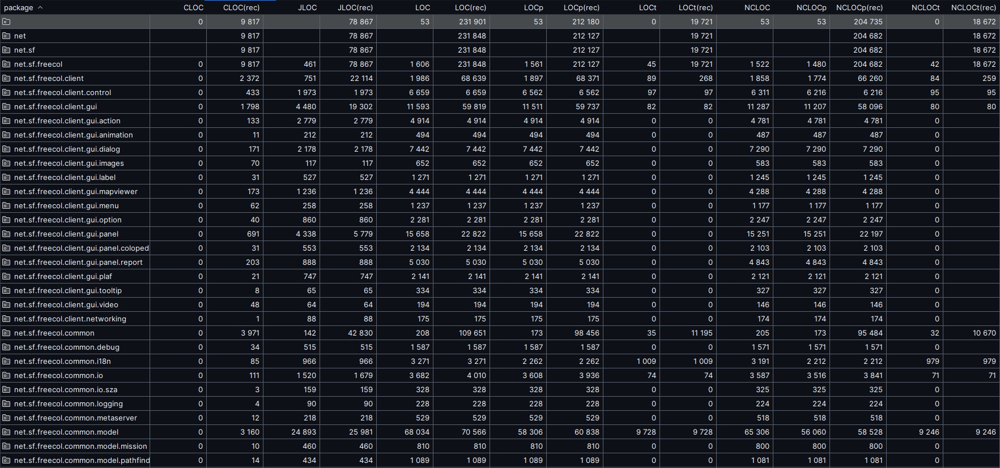 package CLOC CLOC(rec) JLOC JLOC(rec) LOC LOC(rec) LOCp LOCp(rec) LOCt LOCt(rec) NCLOC NCLOCp NCLOCp(rec) NCLOCt NCLOCt(rec)
0 9 817 78 867 53 231 901 53 212 180 0 19 721 53 53 204 735 0 18 672
net 9 817 78 867 231 848 212 127 19 721 204 682 18 672
net.sf 9 817 78 867 231 848 212 127 19 721 204 682 18 672
net.sf.freecol 0 9 817 461 78 867 1 606 231 848 1 561 212 127 45 19 721 1 522 1 480 204 682 42 18 672
net.sf.freecol.client 0 2 372 751 22 114 1 986 68 639 1 897 68 371 89 268 1 858 1 774 66 260 84 259
net.sf.freecol.client.control 0 433 1 973 1 973 6 659 6 659 6 562 6 562 97 97 6 311 6 216 6 216 95 95
net.sf.freecol.client.gui 0 1 798 4 480 19 302 11 593 59 819 11 511 59 737 82 82 11 287 11 207 58 096 80 80
net.sf.freecol.client.gui.action 0 133 2 779 2 779 4 914 4 914 4 914 4 914 0 0 4 781 4 781 4 781 0
net.sf.freecol.client.gui.animation 0 11 212 212 494 494 494 494 0 0 487 487 487 0
net.sf.freecol.client.gui.dialog 0 171 2 178 2 178 7 442 7 442 7 442 7 442 0 0 7 290 7 290 7 290 0
net.sf.freecol.client.gui.images 0 70 117 117 652 652 652 652 0 0 583 583 583 0
net.sf.freecol.client.gui.label 0 31 527 527 1 271 1 271 1 271 1 271 0 0 1 245 1 245 1 245 0
net.sf.freecol.client.gui.mapviewer 0 173 1 236 1 236 4 444 4 444 4 444 4 444 0 0 4 288 4 288 4 288 0
net.sf.freecol.client.gui.menu 0 62 258 258 1 237 1 237 1 237 1 237 0 0 1 177 1 177 1 177 0
net.sf.freecol.client.gui.option 0 40 860 860 2 281 2 281 2 281 2 281 0 0 2 247 2 247 2 247 0
net.sf.freecol.client.gui.panel 0 691 4 338 5 779 15 658 22 822 15 658 22 822 0 0 15 251 15 251 22 197 0
net.sf.freecol.client.gui.panel.coloped 0 31 553 553 2 134 2 134 2 134 2 134 0 0 2 103 2 103 2 103 0
net.sf.freecol.client.gui.panel.report 0 203 888 888 5 030 5 030 5 030 5 030 0 0 4 843 4 843 4 843 0
net.sf.freecol.client.gui.plaf 0 21 747 747 2 141 2 141 2 141 2 141 0 0 2 121 2 121 2 121 0
net.sf.freecol.client.gui.tooltip 0 8 65 65 334 334 334 334 0 0 327 327 327 0
net.sf.freecol.client.gui.video 0 48 64 64 194 194 194 194 0 0 146 146 146 0
net.sf.freecol.client.networking 0 1 88 88 175 175 175 175 0 0 174 174 174 0
net.sf.freecol.common 0 3 971 142 42 830 208 109 651 173 98 456 35 11 195 205 173 95 484 32 10 670
net.sf.freecol.common.debug 0 34 515 515 1 587 1 587 1 587 1 587 0 0 1 571 1 571 1 571 0
net.sf.freecol.common.i18n 0 85 966 966 3 271 3 271 2 262 2 262 1 009 1 009 3 191 2 212 2 212 979 979
net.sf.freecol.common.io 0 111 1 520 1 679 3 682 4 010 3 608 3 936 74 74 3 587 3 516 3 841 71 71
net.sf.freecol.common.io.sza 0 3 159 159 328 328 328 328 0 0 325 325 325 0
net.sf.freecol.common.logging 0 4 90 90 228 228 228 228 0 0 224 224 224 0
net.sf.freecol.common.metaserver 0 12 218 218 529 529 529 529 0 0 518 518 518 0
net.sf.freecol.common.model 0 3 160 24 893 25 981 68 034 70 566 58 306 60 838 9 728 9 728 65 306 56 060 58 528 9 246 9 246
net.sf.freecol.common.model.mission 0 10 460 460 810 810 810 810 0 0 800 800 800 0
net.sf.freecol.common.model.pathfind 0 14 434 434 1 089 1 089 1 089 1 089 0 0 1 081 1 081 1 081 0